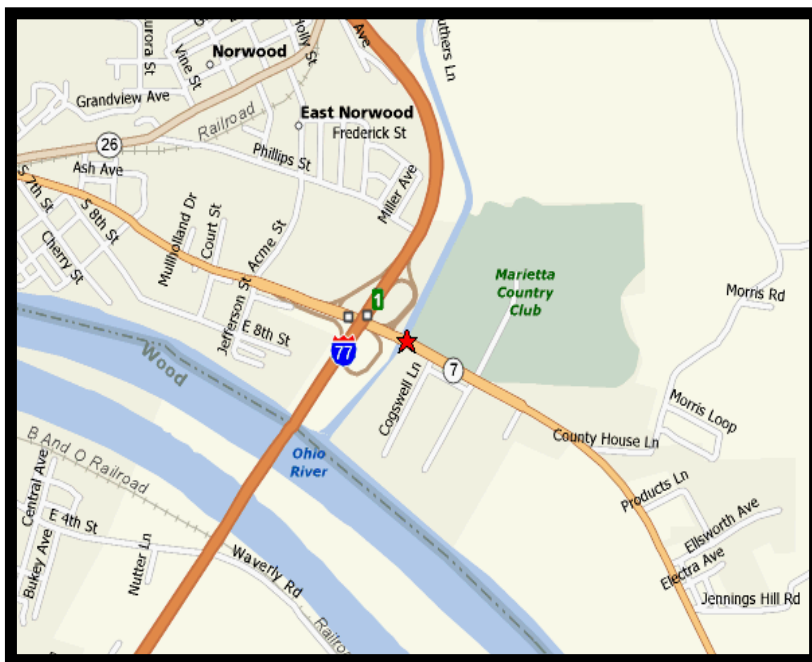 Aurora St
Vine St
Holly St
Ave
uthers Ln
Norwood
Grandview Ave
Railroad
East Norwood
Frederick St
26
Phillips St
Ash Ave
S 7th St
S 8th St
Cherry St
Mullholland Dr
Court St
Acme St
Miller Ave
Marietta
Country
Club
Morris Rd
1
Jefferson St
E 8th St
77
Wood
Cogswell Ln
7
Morris Loop
County House Ln
Ohio
River
B And O Railroad
Central Ave
Bukey Ave
E 4th St
Nutter Ln
Waverly Rd
Railroad
Products Ln
Ellsworth Ave
Electra Ave
Jennings Hill Rd